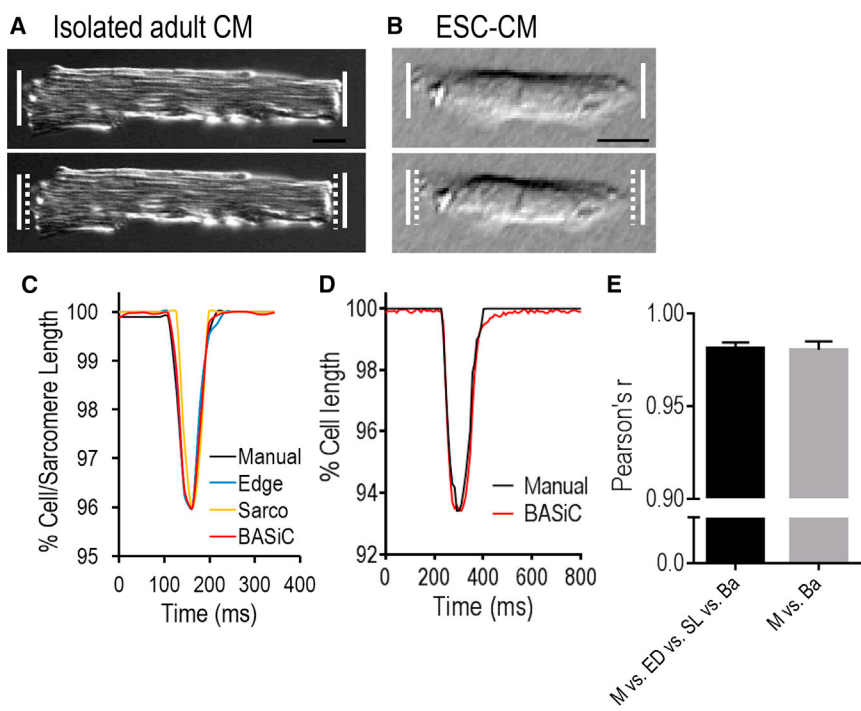 A Isolated adult CM
B ESC-CM
C
% Cell/Sarcomere Length
100
99
98
97
96
95
0 100 200 300 400
Time (ms)
Manual
Edge
Sarco
BASiC
D
% Cell length
100
98
96
94
92
0 200 400 600 800
Time (ms)
Manual
BASiC
E
Pearson's r
1.00
0.95
0.90
0.0
M vs. ED vs. SL vs. Ba
M vs. Ba